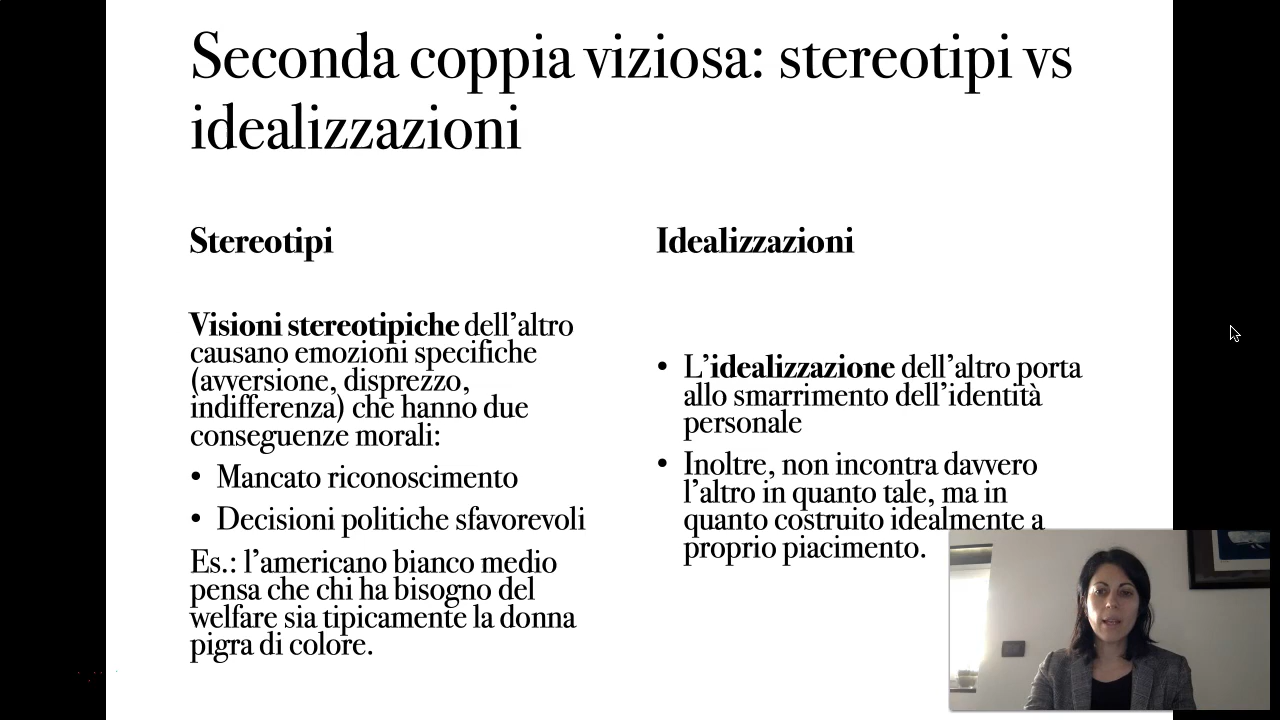 Seconda coppia viziosa: stereotipi vs
idealizzazioni
Stereotipi
Visioni stereotipiche dell’altro
causano emozioni specifiche
(avversione, disprezzo,
indifferenza) che hanno due
conseguenze morali:
• Mancato riconoscimento
• Decisioni politiche sfavorevoli
Es.: l’americano bianco medio
pensa che chi ha bisogno del
welfare sia tipicamente la donna
pigra di colore.
Idealizzazioni
• L’idealizzazione dell’altro porta
allo smarrimento dell’identità
personale
• Inoltre, non incontra davvero
l’altro in quanto tale, ma in
quanto costruito idealmente a
proprio piacimento.